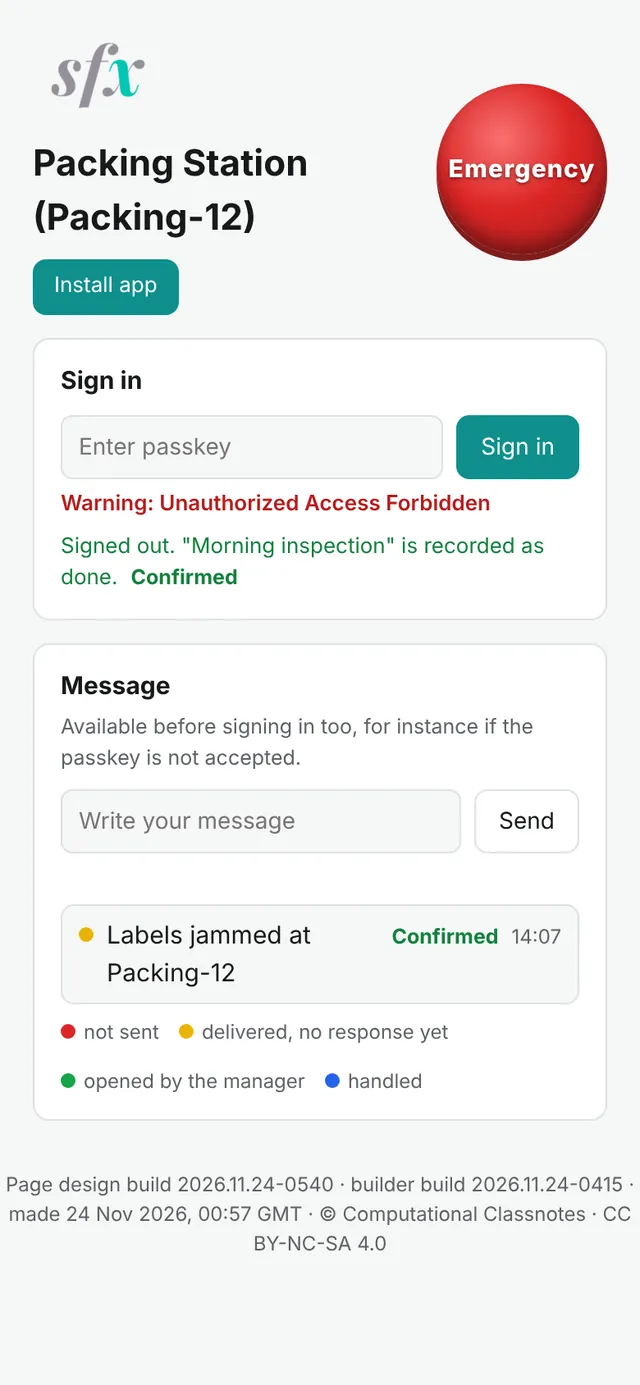 sfx
Packing Station
(Packing-12)
Emergency
Install app
Sign in
Enter passkey
Sign in
Warning: Unauthorized Access Forbidden
Signed out. "Morning inspection" is recorded as
done. Confirmed
Message
Available before signing in too, for instance if the
passkey is not accepted.
Write your message
Send
Labels jammed at
Packing-12
Confirmed 14:07
not sent delivered, no response yet
opened by the manager handled
Page design build 2026.11.24-0540 · builder build 2026.11.24-0415 ·
made 24 Nov 2026, 00:57 GMT · © Computational Classnotes · CC
BY-NC-SA 4.0